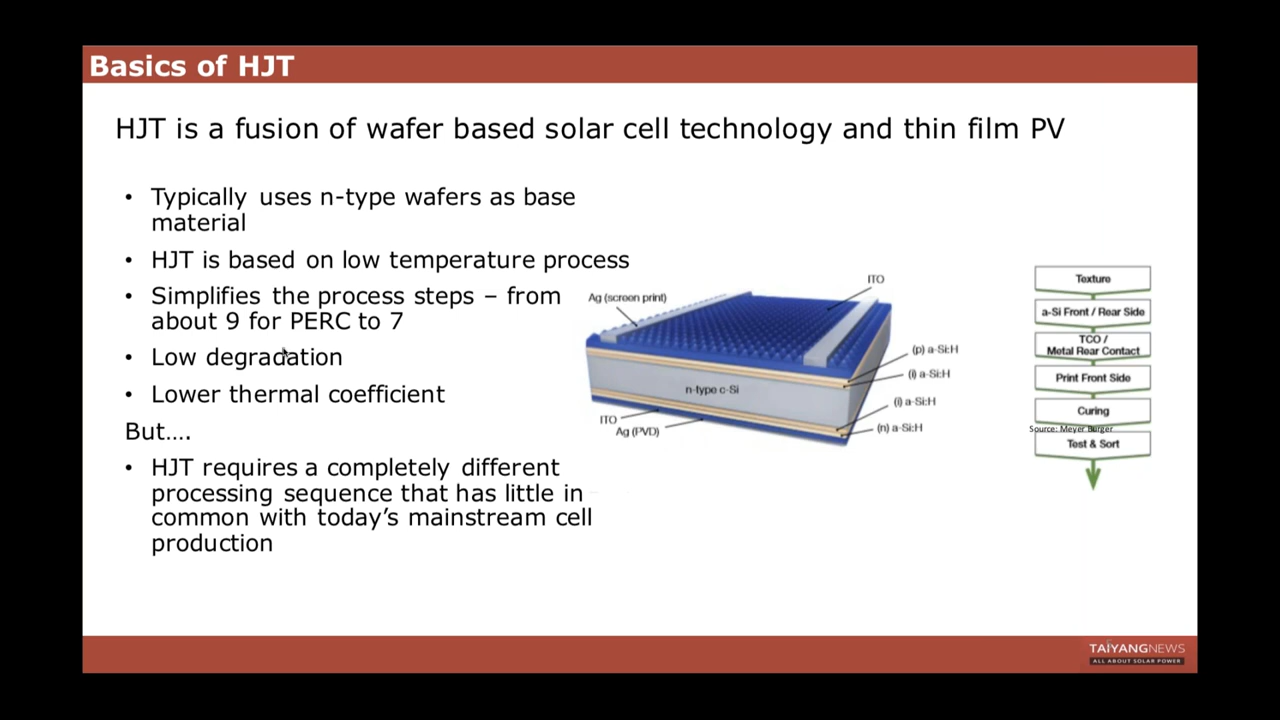 Basics of HJT
HJT is a fusion of wafer based solar cell technology and thin film PV
• Typically uses n-type wafers as base
material
• HJT is based on low temperature process
• Simplifies the process steps – from
about 9 for PERC to 7
• Low degradation
• Lower thermal coefficient
But….
• HJT requires a completely different
processing sequence that has little in
common with today’s mainstream cell
production
ITO
Ag (screen print)
(p) a-Si:H
(i) a-Si:H
n-type c-Si
(i) a-Si:H
ITO
Ag (PVD)
(n) a-Si:H
Texture
a-Si Front / Rear Side
TCO /
Metal Rear Contact
Print Front Side
Curing
Source: Meyer Burger
Test & Sort
TAIYANGNEWS
ALL ABOUT SOLAR POWER